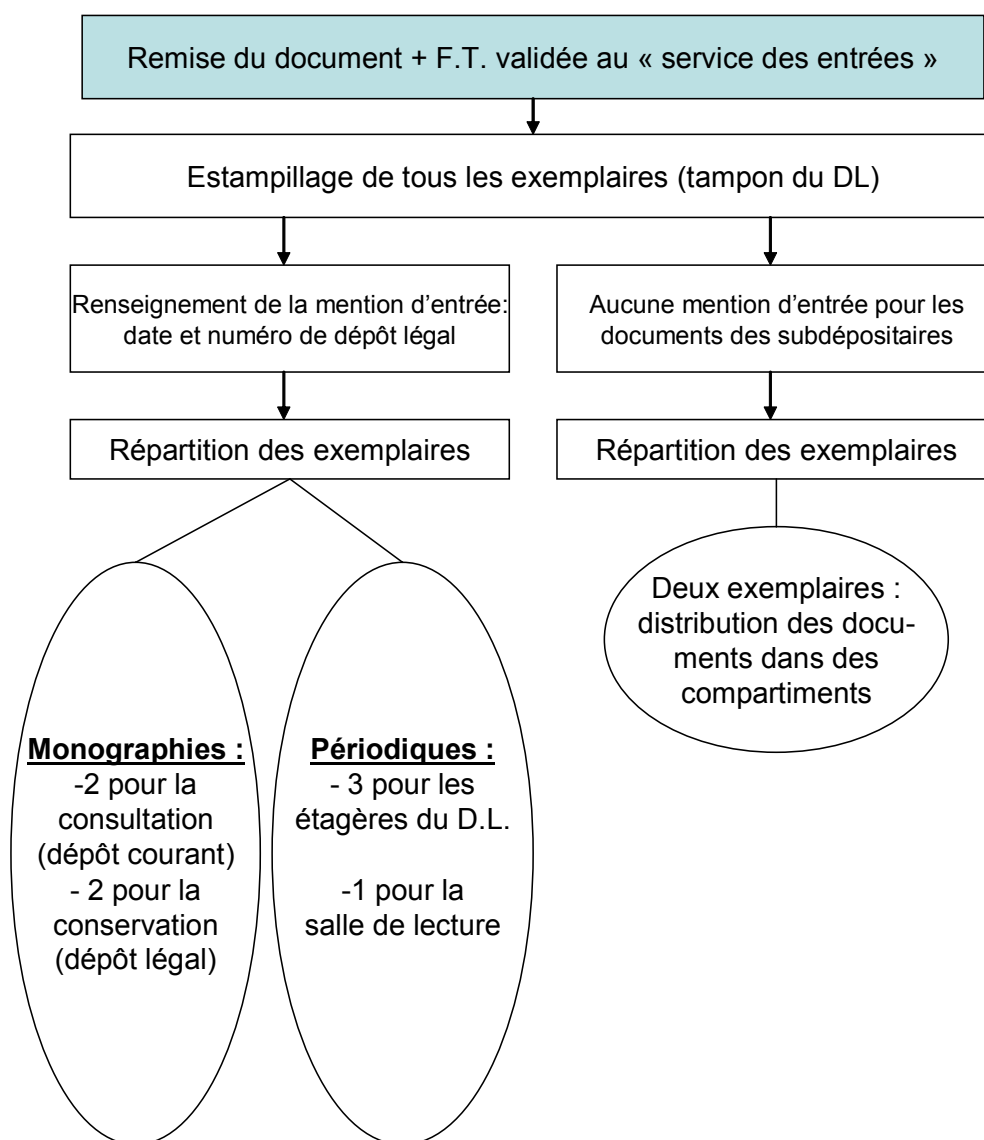 Remise du document + F.T. validée au « service des entrées »
Estampillage de tous les exemplaires (tampon du DL)
Renseignement de la mention d'entrée:
date et numéro de dépôt légal
Aucune mention d'entrée pour les
documents des subdépositaires
Répartition des exemplaires
Répartition des exemplaires
Deux exemplaires :
distribution des docu-
ments dans des
compartiments
Monographies :
-2 pour la
consultation
(dépôt courant)
- 2 pour la
conservation
(dépôt légal)
Périodiques :
- 3 pour les
étagères du D.L.
-1 pour la
salle de lecture